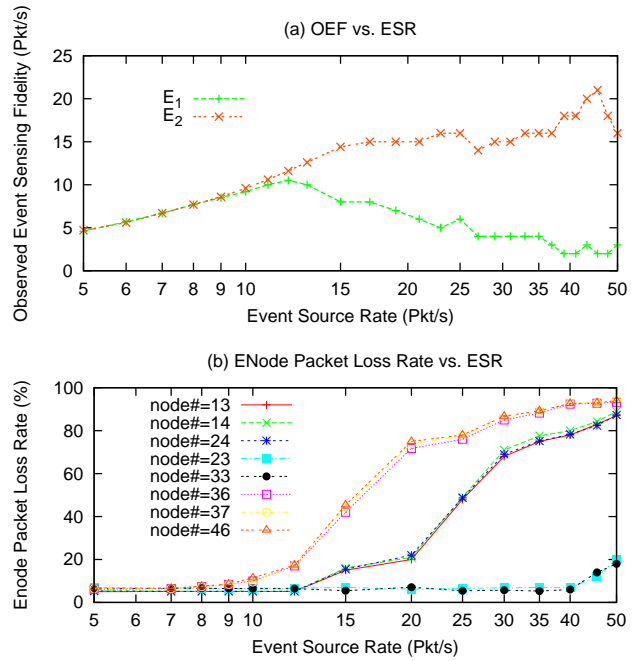 (a) OEF vs. ESR
Observed Event Sensing Fidelity (Pkt/s)
25
20
15
10
5
0
E1
E2
5 6 7 8 9 10 15 20 25 30 35 40 50
Event Source Rate (Pkt/s)
(b) ENode Packet Loss Rate vs. ESR
Enode Packet Loss Rate (%)
100
80
60
40
20
0
node#=13
node#=14
node#=24
node#=23
node#=33
node#=36
node#=37
node#=46
5 6 7 8 9 10 15 20 25 30 35 40 50
Event Source Rate (Pkt/s)